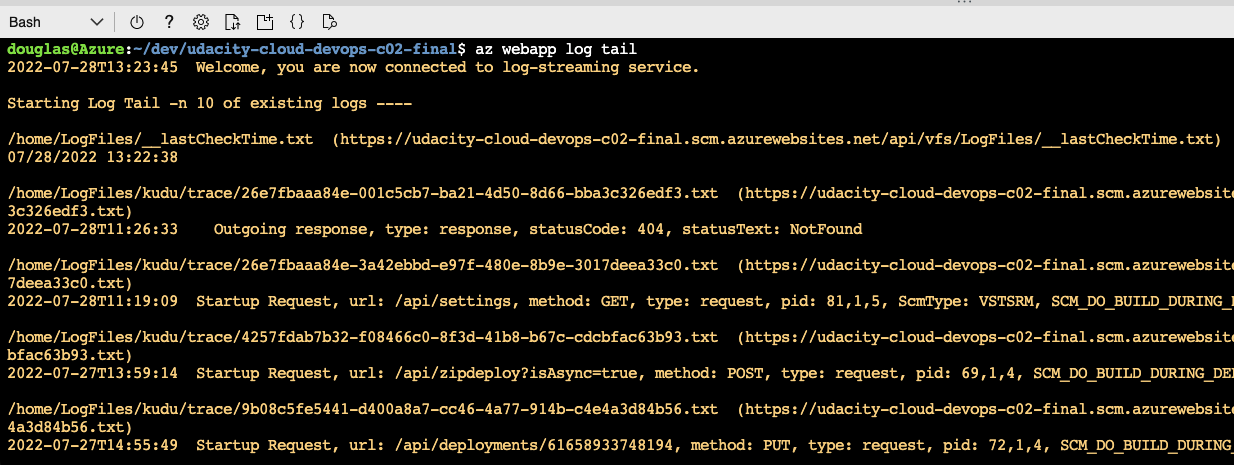 Bash
douglas@Azure:~/dev/udacity-cloud-devops-c02-final$ az webapp log tail
2022-07-28T13:23:45  Welcome, you are now connected to log-streaming service.
Starting Log Tail -n 10 of existing logs ----
/home/LogFiles/__lastCheckTime.txt  (https://udacity-cloud-devops-c02-final.scm.azurewebsites.net/api/vfs/LogFiles/__lastCheckTime.txt)
07/28/2022 13:22:38
/home/LogFiles/kudu/trace/26e7fbaaa84e-001c5cb7-ba21-4d50-8d66-bba3c326edf3.txt  (https://udacity-cloud-devops-c02-final.scm.azurewebsite
3c326edf3.txt)
2022-07-28T11:26:33    Outgoing response, type: response, statusCode: 404, statusText: NotFound
/home/LogFiles/kudu/trace/26e7fbaaa84e-3a42ebbd-e97f-480e-8b9e-3017deea33c0.txt  (https://udacity-cloud-devops-c02-final.scm.azurewebsite
7deea33c0.txt)
2022-07-28T11:19:09  Startup Request, url: /api/settings, method: GET, type: request, pid: 81,1,5, ScmType: VSTSRM, SCM_DO_BUILD_DURING_
/home/LogFiles/kudu/trace/4257fdab7b32-f08466c0-8f3d-41b8-b67c-cdcbfac63b93.txt  (https://udacity-cloud-devops-c02-final.scm.azurewebsite
bfac63b93.txt)
2022-07-27T13:59:14  Startup Request, url: /api/zipdeploy?isAsync=true, method: POST, type: request, pid: 69,1,4, SCM_DO_BUILD_DURING_DE
/home/LogFiles/kudu/trace/9b08c5fe5441-d400a8a7-cc46-4a77-914b-c4e4a3d84b56.txt  (https://udacity-cloud-devops-c02-final.scm.azurewebsite
4a3d84b56.txt)
2022-07-27T14:55:49  Startup Request, url: /api/deployments/61658933748194, method: PUT, type: request, pid: 72,1,4, SCM_DO_BUILD_DURING_